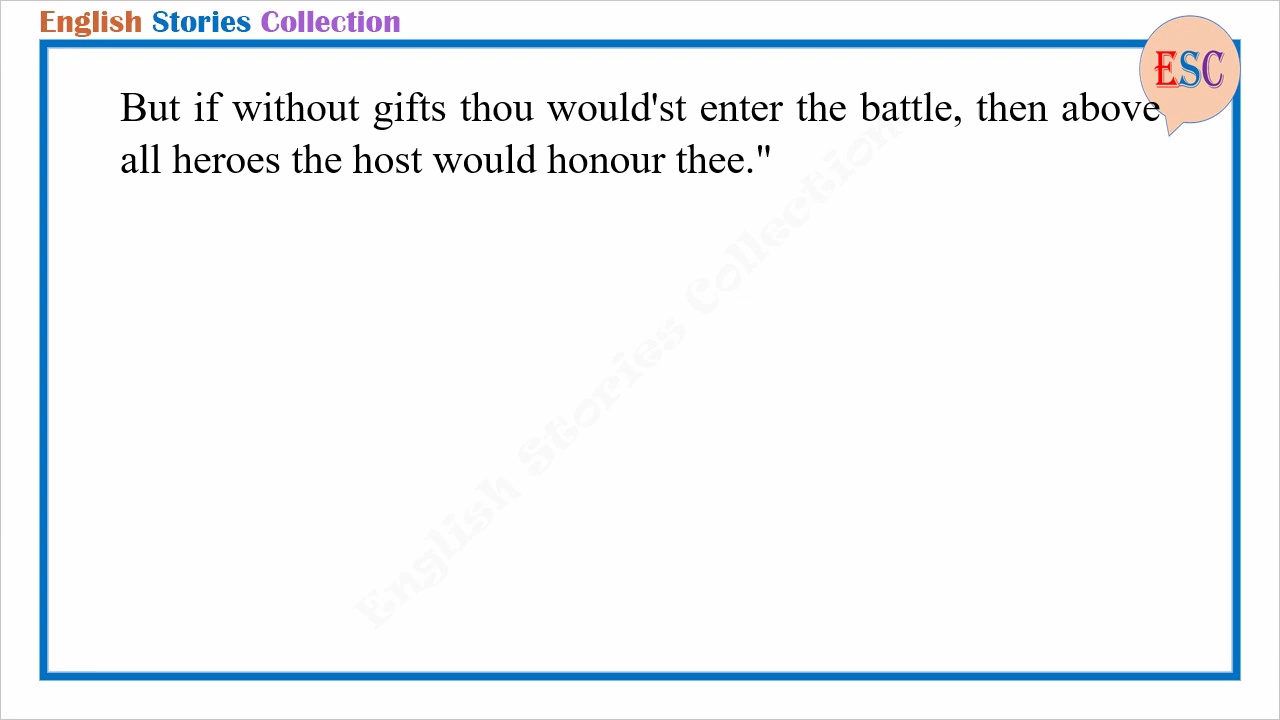 English Stories Collection
ESC
But if without gifts thou would'st enter the battle, then above
all heroes the host would honour thee."
English Stories Collection